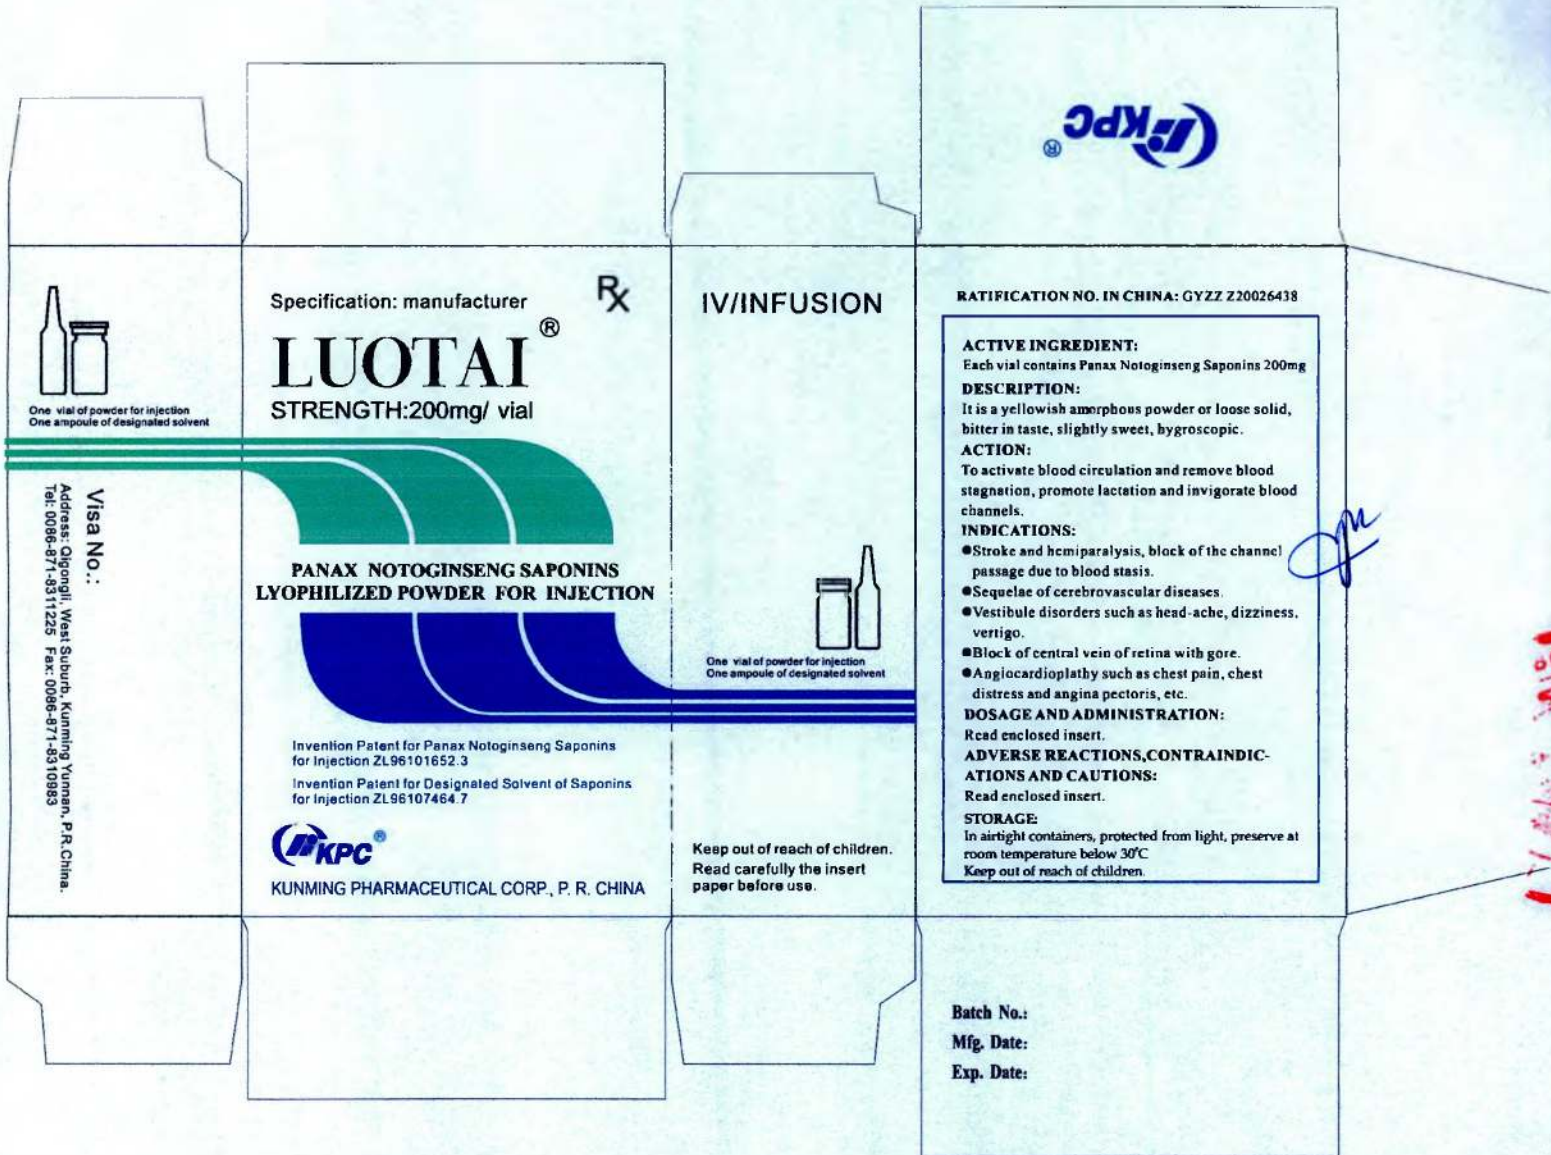 KPC®
One vial of powder for injection
One ampoule of designated solvent
Visa No.:
Address: Qigongli, West Suburb, Kunming Yunnan, P.R.China.
Tel: 0086-871-8311225 Fax: 0086-871-8310983
Specification: manufacturer
Rx
LUOTAI®
STRENGTH:200mg/ vial
PANAX NOTOGINSENG SAPONINS
LYOPHILIZED POWDER FOR INJECTION
Invention Patent for Panax Notoginseng Saponins
for Injection ZL96101652.3
Invention Patent for Designated Solvent of Saponins
for Injection ZL96107464.7
KPC®
KUNMING PHARMACEUTICAL CORP., P. R. CHINA
IV/INFUSION
One vial of powder for injection
One ampoule of designated solvent
Keep out of reach of children.
Read carefully the insert
paper before use.
RATIFICATION NO. IN CHINA: GYZZ Z20026438
ACTIVE INGREDIENT:
Each vial contains Panax Notoginseng Saponins 200mg
DESCRIPTION:
It is a yellowish amorphous powder or loose solid,
bitter in taste, slightly sweet, hygroscopic.
ACTION:
To activate blood circulation and remove blood
stagnation, promote lactation and invigorate blood
channels.
INDICATIONS:
●Stroke and hemiparalysis, block of the channel
passage due to blood stasis.
●Sequelae of cerebrovascular diseases.
●Vestibule disorders such as head-ache, dizziness,
vertigo.
●Block of central vein of retina with gore.
●Angiocardioplathy such as chest pain, chest
distress and angina pectoris, etc.
DOSAGE AND ADMINISTRATION:
Read enclosed insert.
ADVERSE REACTIONS,CONTRAINDIC-
ATIONS AND CAUTIONS:
Read enclosed insert.
STORAGE:
In airtight containers, protected from light, preserve at
room temperature below 30℃
Keep out of reach of children.
Batch No.:
Mfg. Date:
Exp. Date: